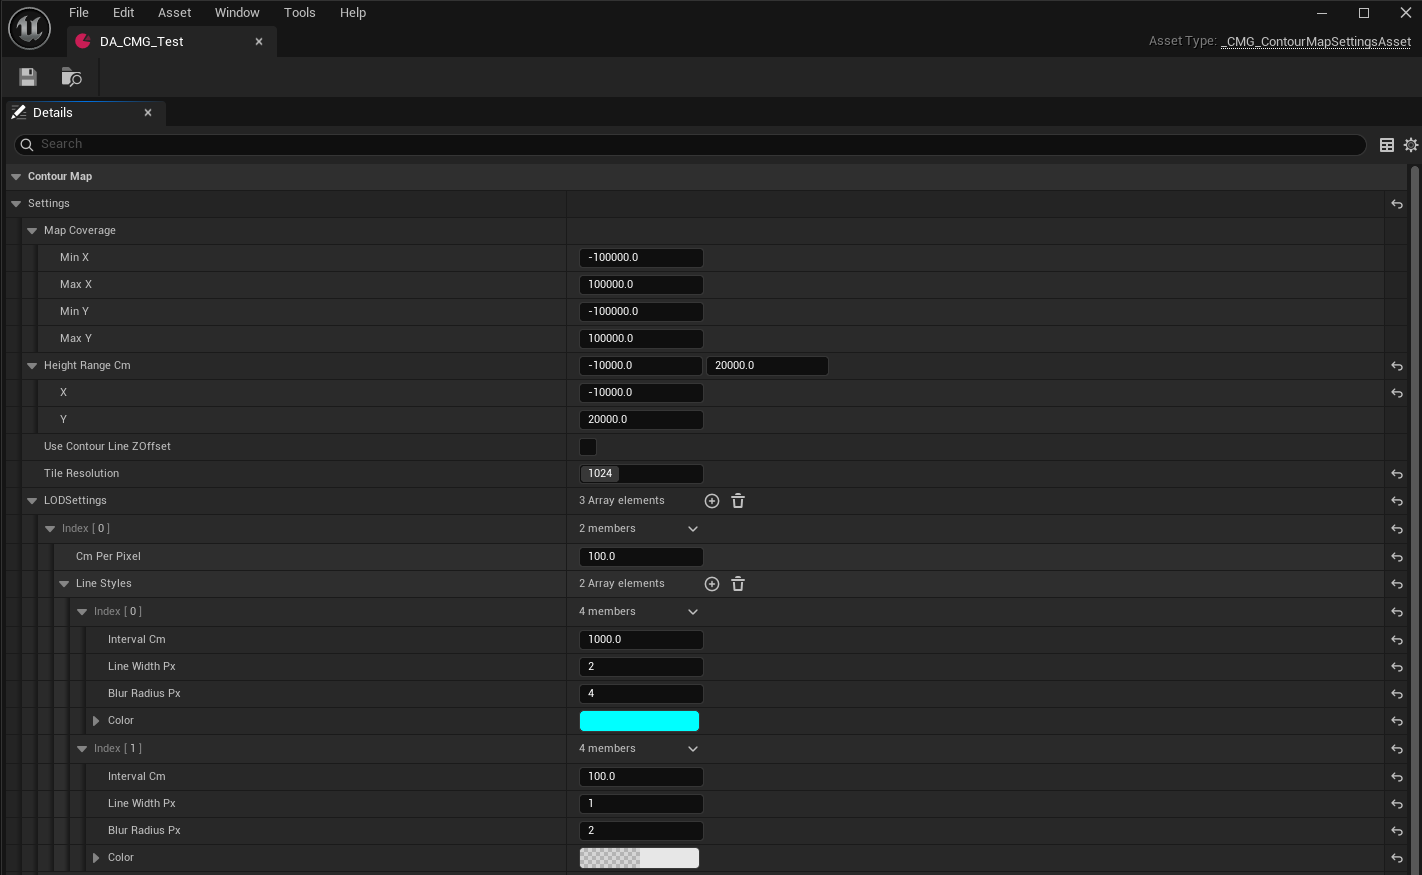 File Edit Asset Window Tools Help
DA_CMG_Test
Asset Type: _CMG_ContourMapSettingsAsset
Details
Search
Contour Map
Settings
Map Coverage
Min X -100000.0
Max X 100000.0
Min Y -100000.0
Max Y 100000.0
Height Range Cm -10000.0 20000.0
X -10000.0
Y 20000.0
Use Contour Line ZOffset
Tile Resolution 1024
LODSettings 3 Array elements
Index [ 0 ] 2 members
Cm Per Pixel 100.0
Line Styles 2 Array elements
Index [ 0 ] 4 members
Interval Cm 1000.0
Line Width Px 2
Blur Radius Px 4
Color
Index [ 1 ] 4 members
Interval Cm 100.0
Line Width Px 1
Blur Radius Px 2
Color